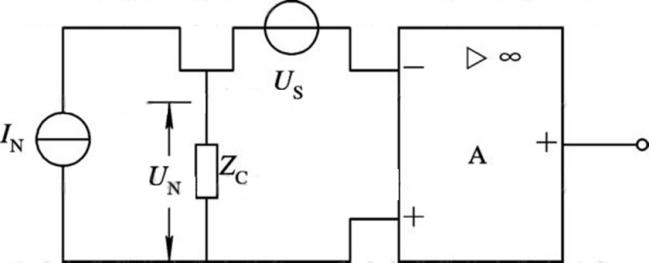 ▷ ∞
U_S
−
I_N
U_N
Z_C
A
+
+